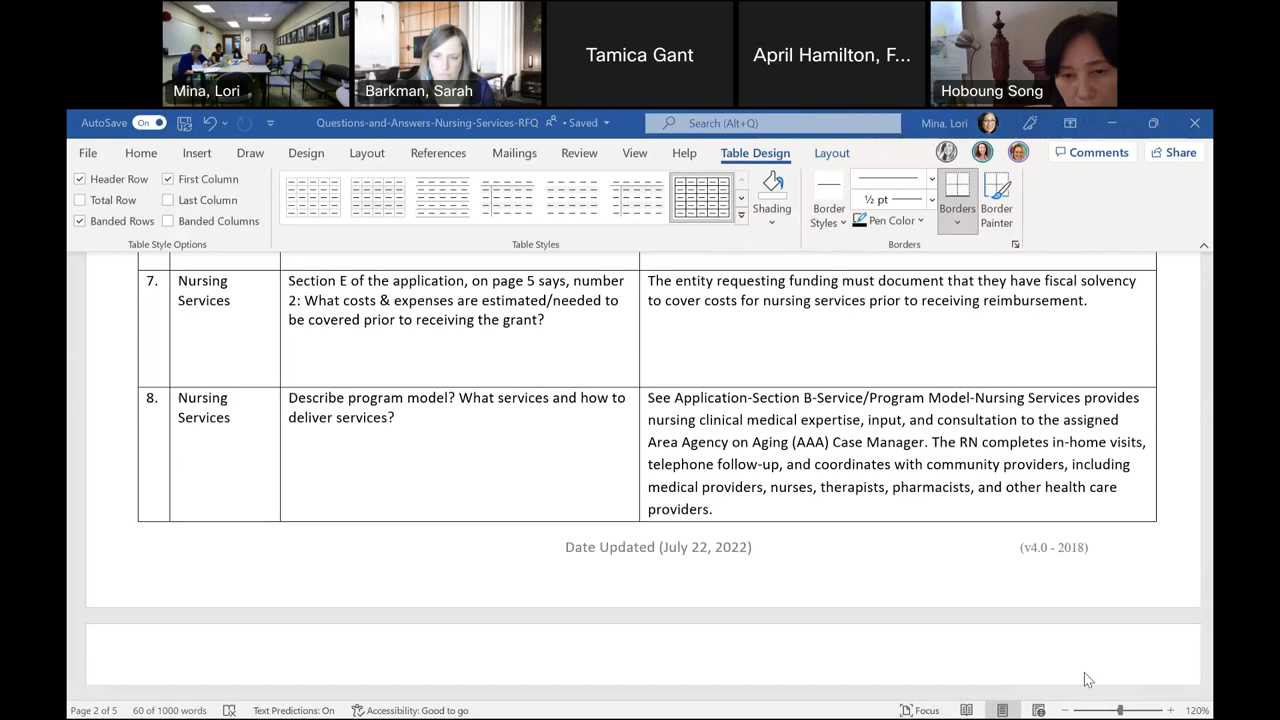 Mina, Lori
Barkman, Sarah
Tamica Gant
April Hamilton, F...
Hoboung Song
AutoSave On
Questions-and-Answers-Nursing-Services-RFQ
• Saved
Search (Alt+Q)
Mina, Lori
File Home Insert Draw Design Layout References Mailings Review View Help Table Design Layout
Comments
Share
Header Row
First Column
Total Row
Last Column
Banded Rows
Banded Columns
Table Style Options
Table Styles
Shading
Border
Styles
½ pt
Pen Color
Borders
Border
Painter
Borders
7.
Nursing
Services
Section E of the application, on page 5 says, number
2: What costs & expenses are estimated/needed to
be covered prior to receiving the grant?
The entity requesting funding must document that they have fiscal solvency
to cover costs for nursing services prior to receiving reimbursement.
8.
Nursing
Services
Describe program model? What services and how to
deliver services?
See Application-Section B-Service/Program Model-Nursing Services provides
nursing clinical medical expertise, input, and consultation to the assigned
Area Agency on Aging (AAA) Case Manager. The RN completes in-home visits,
telephone follow-up, and coordinates with community providers, including
medical providers, nurses, therapists, pharmacists, and other health care
providers.
Date Updated (July 22, 2022)
(v4.0 - 2018)
Page 2 of 5
60 of 1000 words
Text Predictions: On
Accessibility: Good to go
Focus
120%